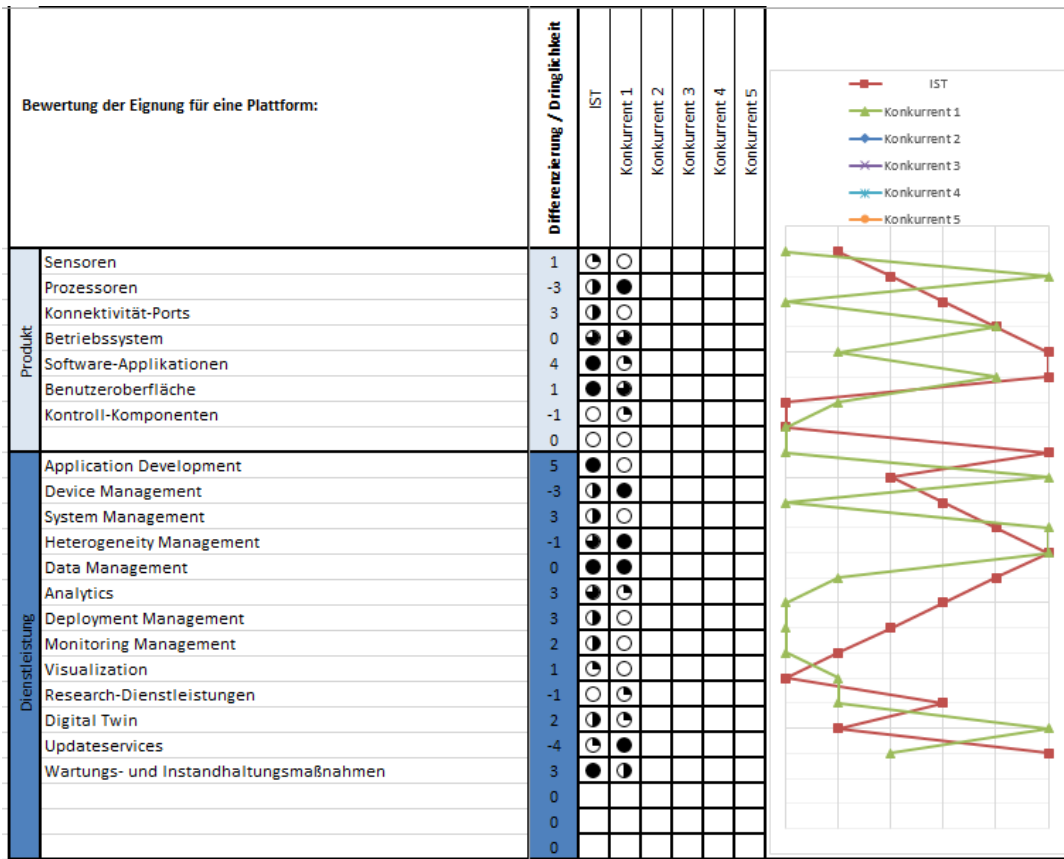 Bewertung der Eignung für eine Plattform:
Differenzierung / Dringlichkeit
IST
Konkurrent 1
Konkurrent 2
Konkurrent 3
Konkurrent 4
Konkurrent 5
IST
Konkurrent 1
Konkurrent 2
Konkurrent 3
Konkurrent 4
Konkurrent 5
Produkt
Sensoren 1
Prozessoren -3
Konnektivität-Ports 3
Betriebssystem 0
Software-Applikationen 4
Benutzeroberfläche 1
Kontroll-Komponenten -1
0
Dienstleistung
Application Development 5
Device Management -3
System Management 3
Heterogeneity Management -1
Data Management 0
Analytics 3
Deployment Management 3
Monitoring Management 2
Visualization 1
Research-Dienstleistungen -1
Digital Twin 2
Updateservices -4
Wartungs- und Instandhaltungsmaßnahmen 3
0
0
0